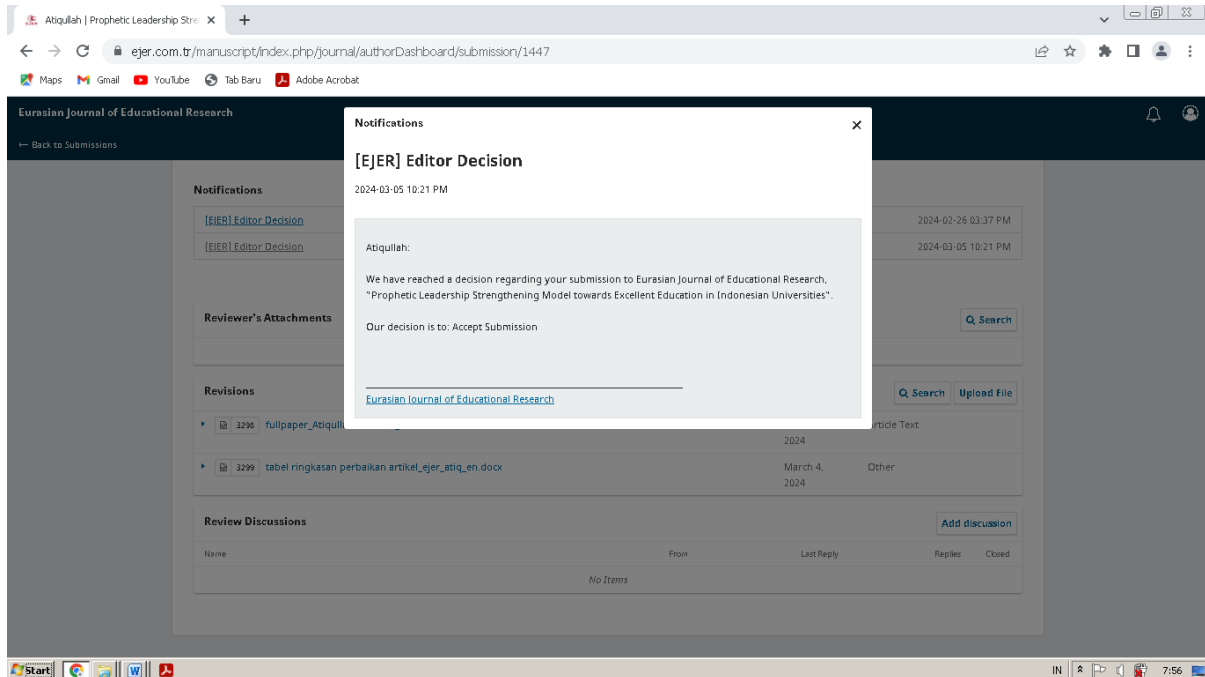 Atiqullah | Prophetic Leadership Stre
ejer.com.tr/manuscript/index.php/journal/authorDashboard/submission/1447
Maps Gmail YouTube Tab Baru Adobe Acrobat
Eurasian Journal of Educational Research
← Back to Submissions
Notifications
[EJER] Editor Decision
2024-03-05 10:21 PM
Atiqullah:
We have reached a decision regarding your submission to Eurasian Journal of Educational Research,
"Prophetic Leadership Strengthening Model towards Excellent Education in Indonesian Universities".
Our decision is to: Accept Submission
Eurasian Journal of Educational Research
Notifications
[EJER] Editor Decision 2024-02-26 03:37 PM
[EJER] Editor Decision 2024-03-05 10:21 PM
Reviewer's Attachments Search
Revisions Search Upload File
3298 fullpaper_Atiqull rticle Text
2024
3299 tabel ringkasan perbaikan artikel_ejer_atiq_en.docx March 4, Other
2024
Review Discussions Add discussion
Name From Last Reply Replies Closed
No Items
Start IN 7:56